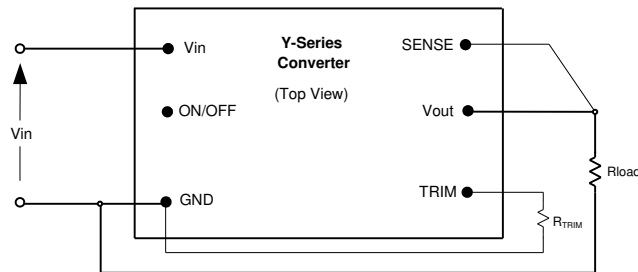 Y-Series
Converter
(Top View)
Vin
SENSE
ON/OFF
Vout
Vin
GND
TRIM
Rload
RTRIM